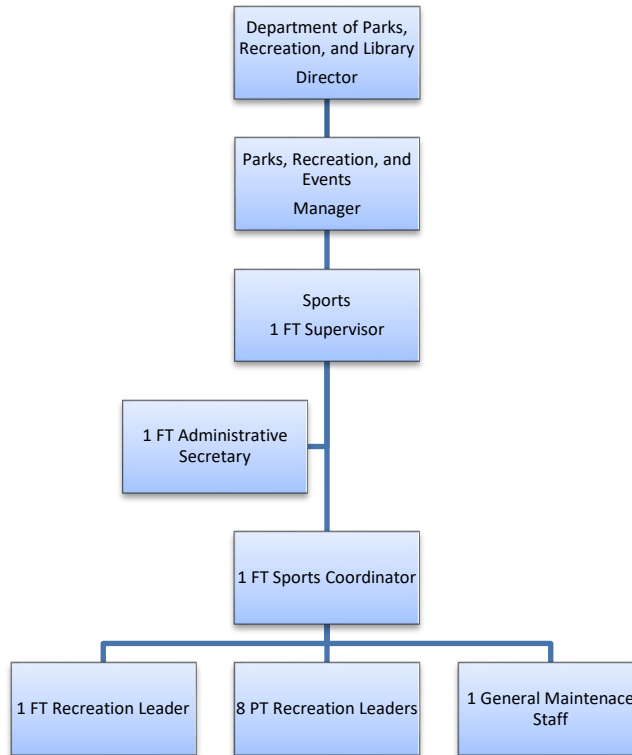 Department of Parks,
Recreation, and Library
Director
Parks, Recreation, and
Events
Manager
Sports
1 FT Supervisor
1 FT Administrative
Secretary
1 FT Sports Coordinator
1 FT Recreation Leader
8 PT Recreation Leaders
1 General Maintenace
Staff